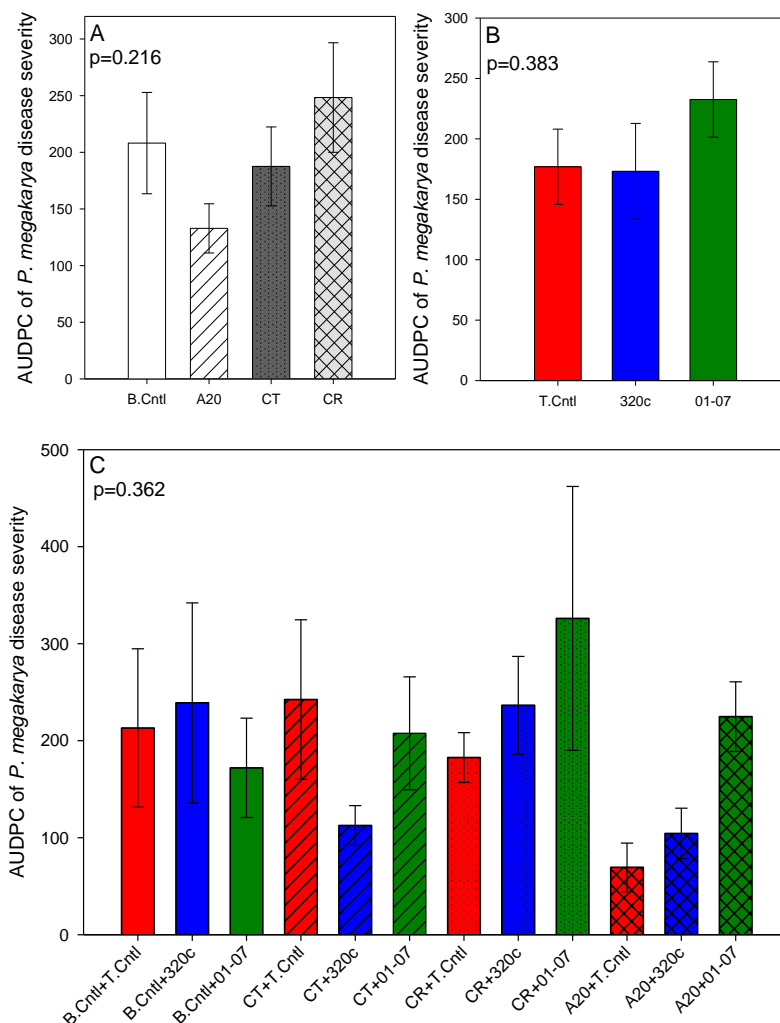 A
p=0.216
AUDPC of P. megakarya disease severity
300
250
200
150
100
50
0
B.Cntl A20 CT CR
B
p=0.383
AUDPC of P. megakarya disease severity
300
250
200
150
100
50
0
T.Cntl 320c 01-07
C
p=0.362
AUDPC of P. megakarya disease severity
500
400
300
200
100
0
B.Cntl+T.Cntl
B.Cntl+320c
B.Cntl+01-07
CT+T.Cntl
CT+320c
CT+01-07
CR+T.Cntl
CR+320c
CR+01-07
A20+T.Cntl
A20+320c
A20+01-07